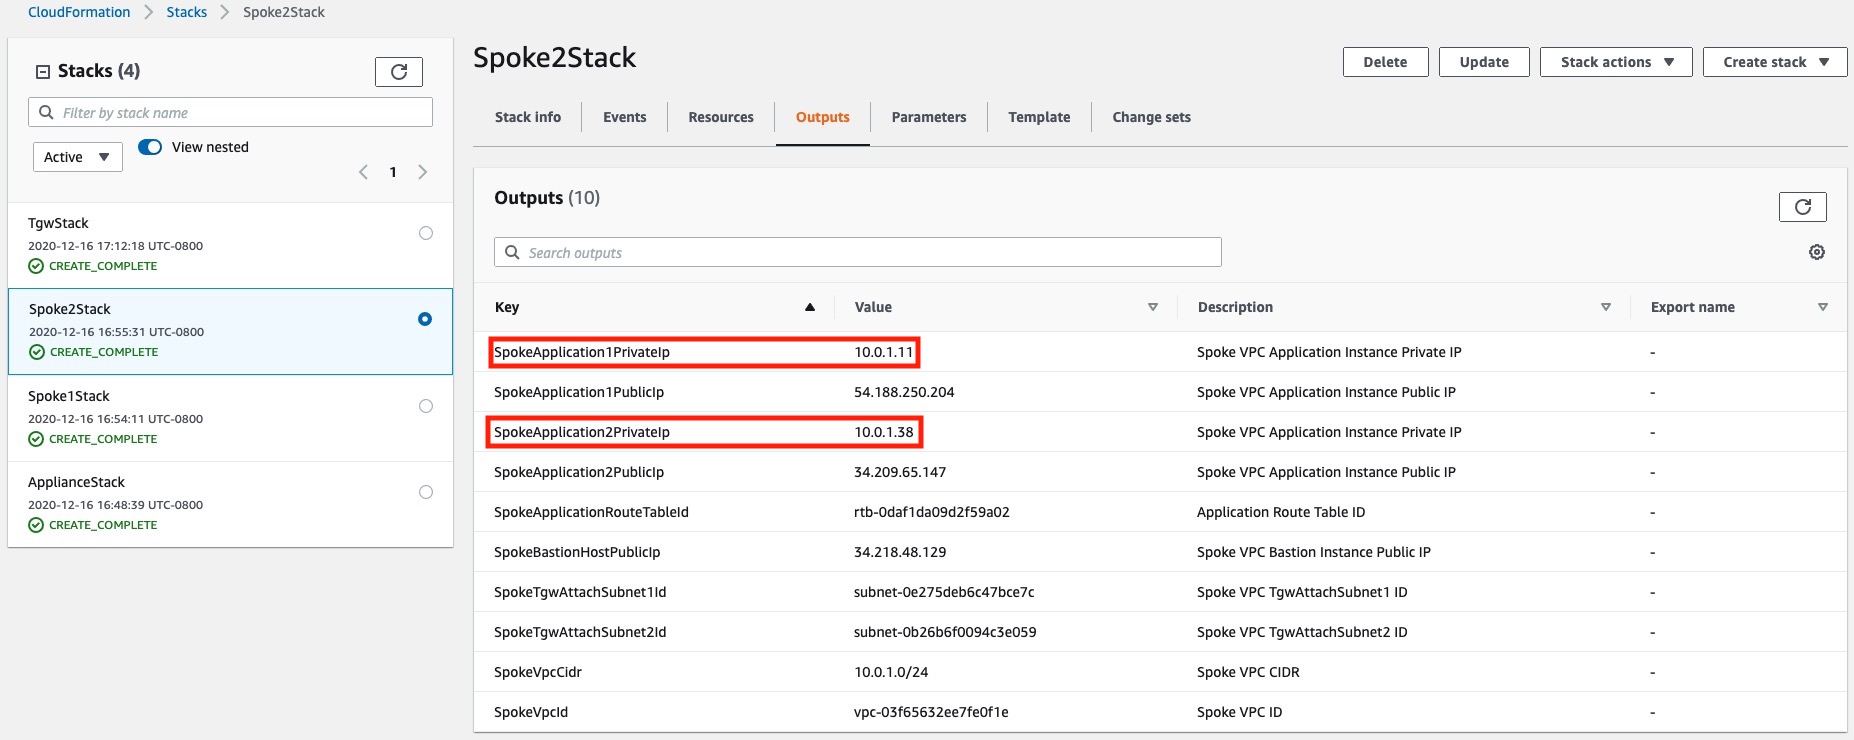 CloudFormation > Stacks > Spoke2Stack
Stacks (4)
Filter by stack name
Active
View nested
1
TgwStack
2020-12-16 17:12:18 UTC-0800
CREATE_COMPLETE
Spoke2Stack
2020-12-16 16:55:31 UTC-0800
CREATE_COMPLETE
Spoke1Stack
2020-12-16 16:54:11 UTC-0800
CREATE_COMPLETE
ApplianceStack
2020-12-16 16:48:39 UTC-0800
CREATE_COMPLETE
Spoke2Stack
Delete Update Stack actions Create stack
Stack info Events Resources Outputs Parameters Template Change sets
Outputs (10)
Search outputs
Key Value Description Export name
SpokeApplication1PrivateIp 10.0.1.11 Spoke VPC Application Instance Private IP -
SpokeApplication1PublicIp 54.188.250.204 Spoke VPC Application Instance Public IP -
SpokeApplication2PrivateIp 10.0.1.38 Spoke VPC Application Instance Private IP -
SpokeApplication2PublicIp 34.209.65.147 Spoke VPC Application Instance Public IP -
SpokeApplicationRouteTableId rtb-0daf1da09d2f59a02 Application Route Table ID -
SpokeBastionHostPublicIp 34.218.48.129 Spoke VPC Bastion Instance Public IP -
SpokeTgwAttachSubnet1Id subnet-0e275deb6c47bce7c Spoke VPC TgwAttachSubnet1 ID -
SpokeTgwAttachSubnet2Id subnet-0b26b6f0094c3e059 Spoke VPC TgwAttachSubnet2 ID -
SpokeVpcCidr 10.0.1.0/24 Spoke VPC CIDR -
SpokeVpcId vpc-03f65632ee7fe0f1e Spoke VPC ID -